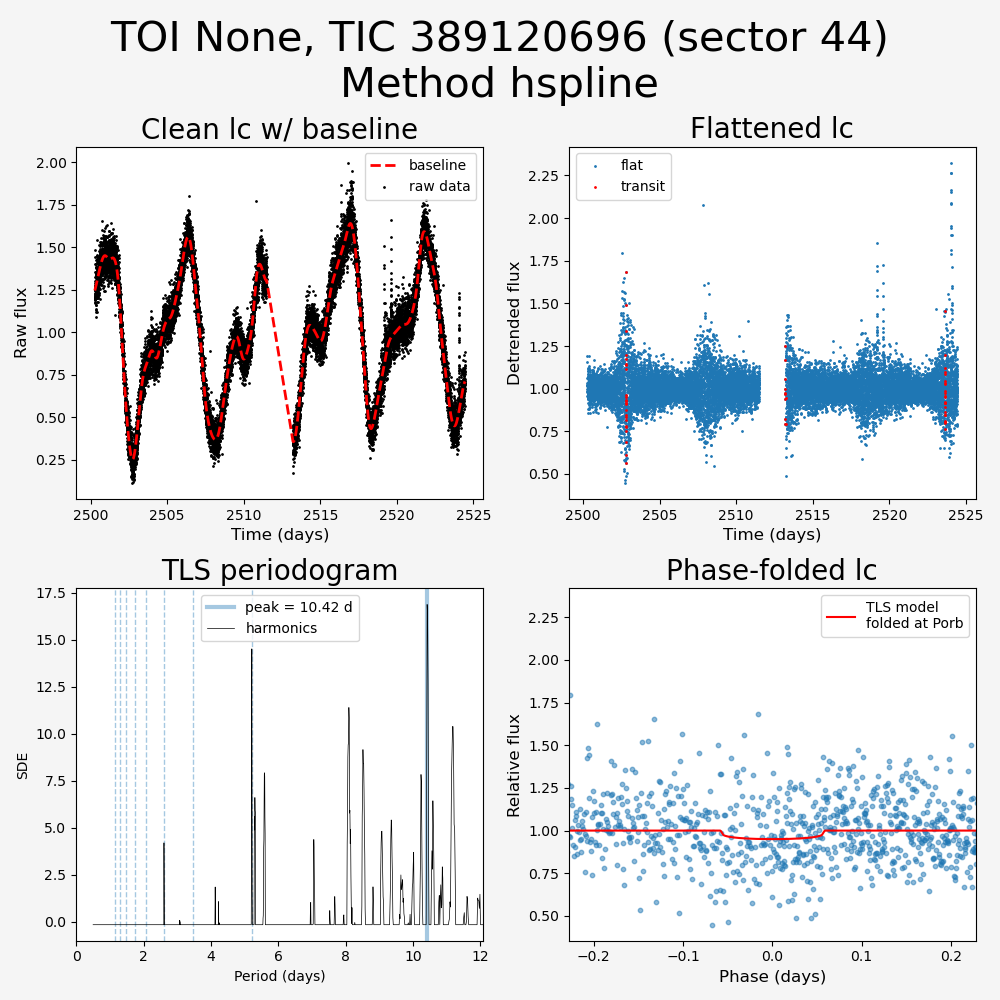 TOI None, TIC 389120696 (sector 44)
Method hspline
Clean lc w/ baseline
baseline
raw data
2.00
1.75
1.50
1.25
1.00
0.75
0.50
0.25
Raw flux
2500
2505
2510
2515
2520
2525
Time (days)
Flattened lc
flat
transit
2.25
2.00
1.75
1.50
1.25
1.00
0.75
0.50
Detrended flux
2500
2505
2510
2515
2520
2525
Time (days)
TLS periodogram
peak = 10.42 d
harmonics
17.5
15.0
12.5
10.0
7.5
5.0
2.5
0.0
SDE
0
2
4
6
8
10
12
Period (days)
Phase-folded lc
TLS model
folded at Porb
2.25
2.00
1.75
1.50
1.25
1.00
0.75
0.50
Relative flux
−0.2
−0.1
0.0
0.1
0.2
Phase (days)